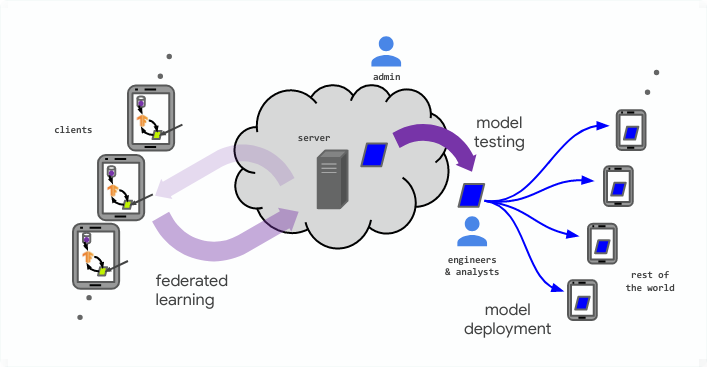 admin
clients
server
model
testing
federated
learning
engineers
& analysts
rest of
the world
model
deployment